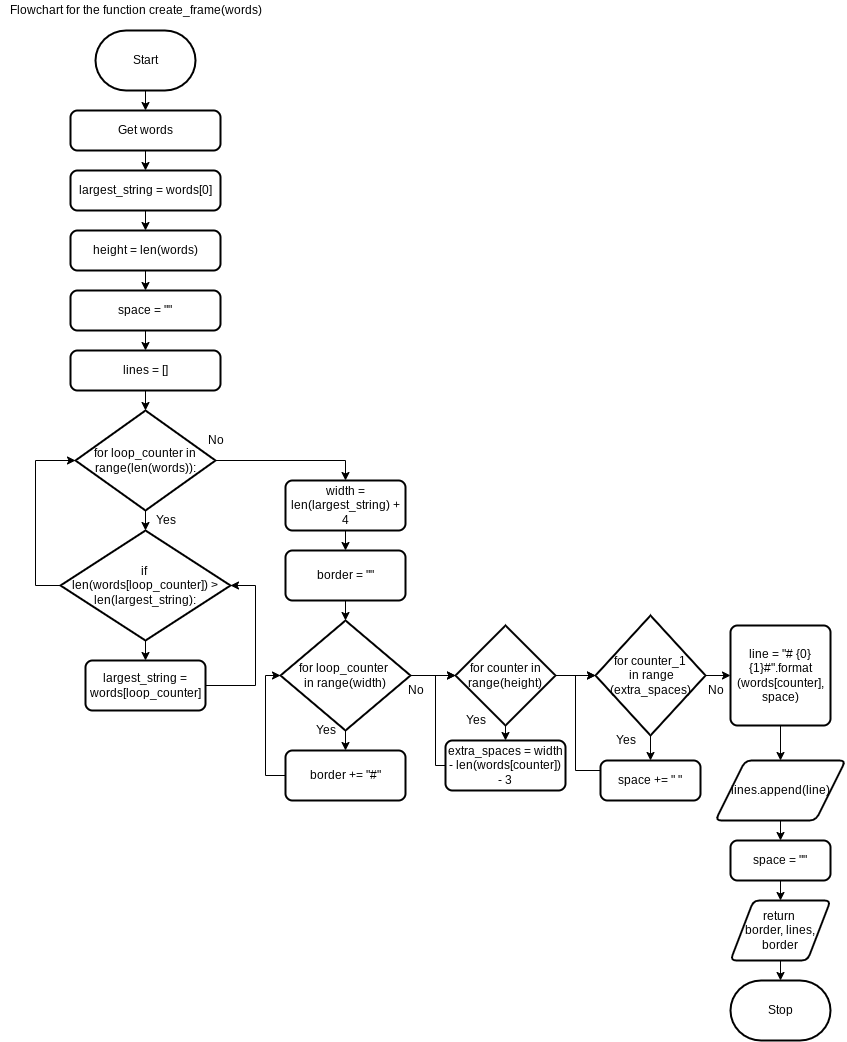 Flowchart for the function create_frame(words)
Start
Get words
largest_string = words[0]
height = len(words)
space = ""
lines = []
for loop_counter in
range(len(words)):
No
Yes
if
len(words[loop_counter]) >
len(largest_string):
largest_string =
words[loop_counter]
width =
len(largest_string) +
4
border = ""
for loop_counter
in range(width)
No
Yes
border += "#"
for counter in
range(height)
Yes
extra_spaces = width
- len(words[counter])
- 3
for counter_1
in range
(extra_spaces)
No
Yes
space += " "
line = "# {0}
{1}#".format
(words[counter],
space)
lines.append(line)
space = ""
return
border, lines,
border
Stop